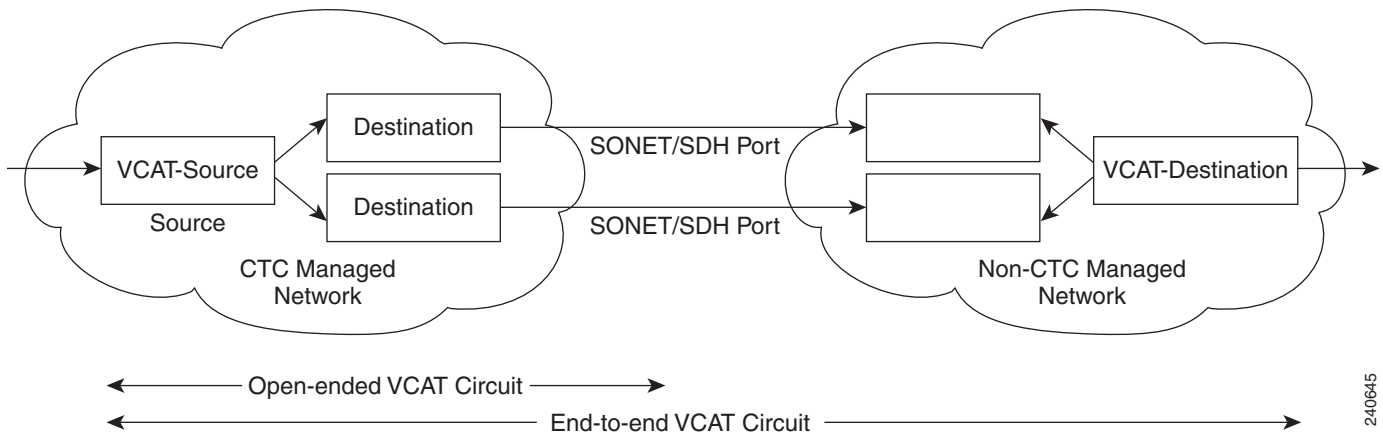 Destination
SONET/SDH Port
VCAT-Source
VCAT-Destination
Source
Destination
SONET/SDH Port
CTC Managed
Network
Non-CTC Managed
Network
Open-ended VCAT Circuit
End-to-end VCAT Circuit
240645